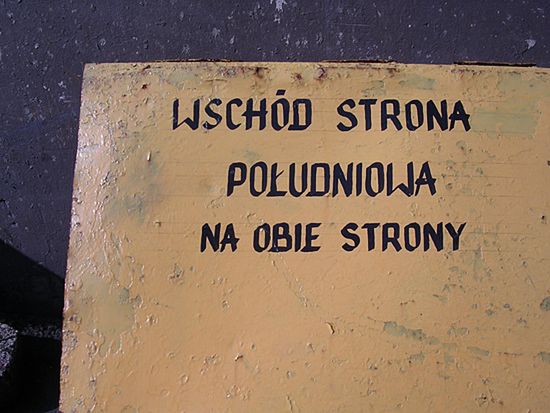 WSCHÓD STRONA
POŁUDNIOWA
NA OBIE STRONY